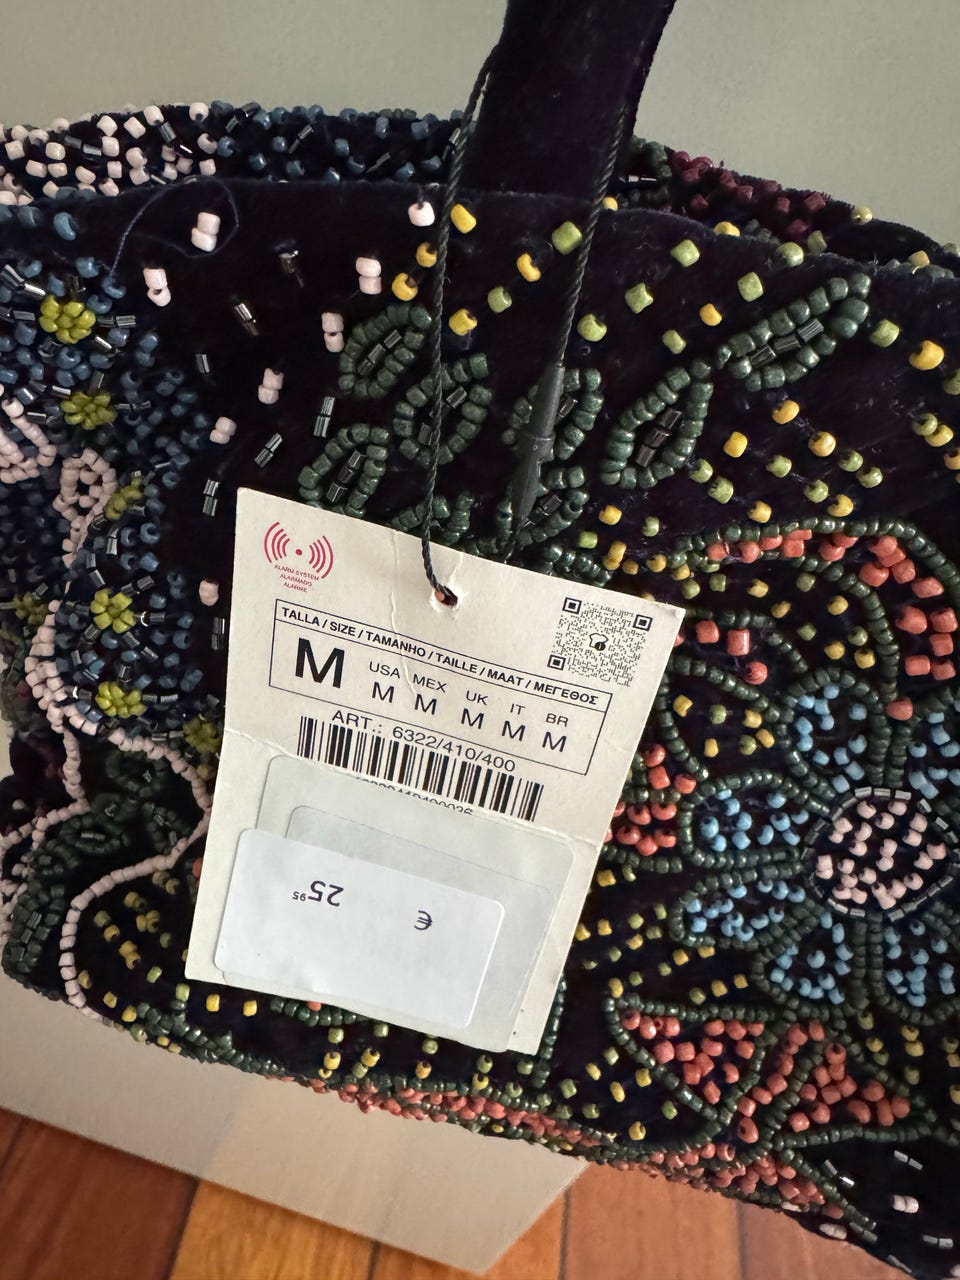 ALARM SYSTEM
ALARMADO
ALARME
TALLA / SIZE / TAMANHO / TAILLE / MAAT / ΜΕΓΕΘΟΣ
M USA MEX UK IT BR
M M M M M
ART.: 6322/410/400
25,95 €